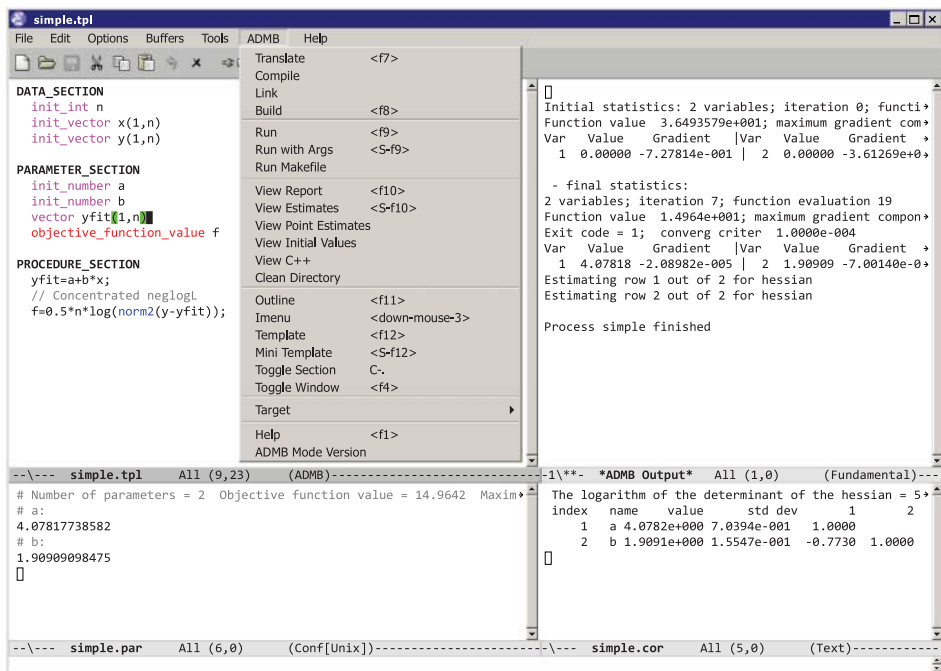 simple.tpl
File Edit Options Buffers Tools ADMB Help
DATA_SECTION
init_int n
init_vector x(1,n)
init_vector y(1,n)
PARAMETER_SECTION
init_number a
init_number b
vector yfit(1,n)
objective_function_value f
PROCEDURE_SECTION
yfit=a+b*x;
// Concentrated neglogL
f=0.5*n*log(norm2(y-yfit));
Translate <f7>
Compile
Link
Build <f8>
Run <f9>
Run with Args <S-f9>
Run Makefile
View Report <f10>
View Estimates <S-f10>
View Point Estimates
View Initial Values
View C++
Clean Directory
Outline <f11>
Imenu <down-mouse-3>
Template <f12>
Mini Template <S-f12>
Toggle Section C-.
Toggle Window <f4>
Target
Help <f1>
ADMB Mode Version
Initial statistics: 2 variables; iteration 0; functi
Function value 3.6493579e+001; maximum gradient com
Var Value Gradient |Var Value Gradient
1 0.00000 -7.27814e-001 | 2 0.00000 -3.61269e+0
- final statistics:
2 variables; iteration 7; function evaluation 19
Function value 1.4964e+001; maximum gradient compon
Exit code = 1; converg criter 1.0000e-004
Var Value Gradient |Var Value Gradient
1 4.07818 -2.08982e-005 | 2 1.90909 -7.00140e-0
Estimating row 1 out of 2 for hessian
Estimating row 2 out of 2 for hessian
Process simple finished
--\--- simple.tpl All (9,23) (ADMB)----------------------
-1\**- *ADMB Output* All (1,0) (Fundamental)---
# Number of parameters = 2 Objective function value = 14.9642 Maxim
# a:
4.07817738582
# b:
1.90909098475
The logarithm of the determinant of the hessian = 5
index name value std dev 1 2
1 a 4.0782e+000 7.0394e-001 1.0000
2 b 1.9091e+000 1.5547e-001 -0.7730 1.0000
--\--- simple.par All (6,0) (Conf[Unix])-----------------
-\--- simple.cor All (5,0) (Text)------------